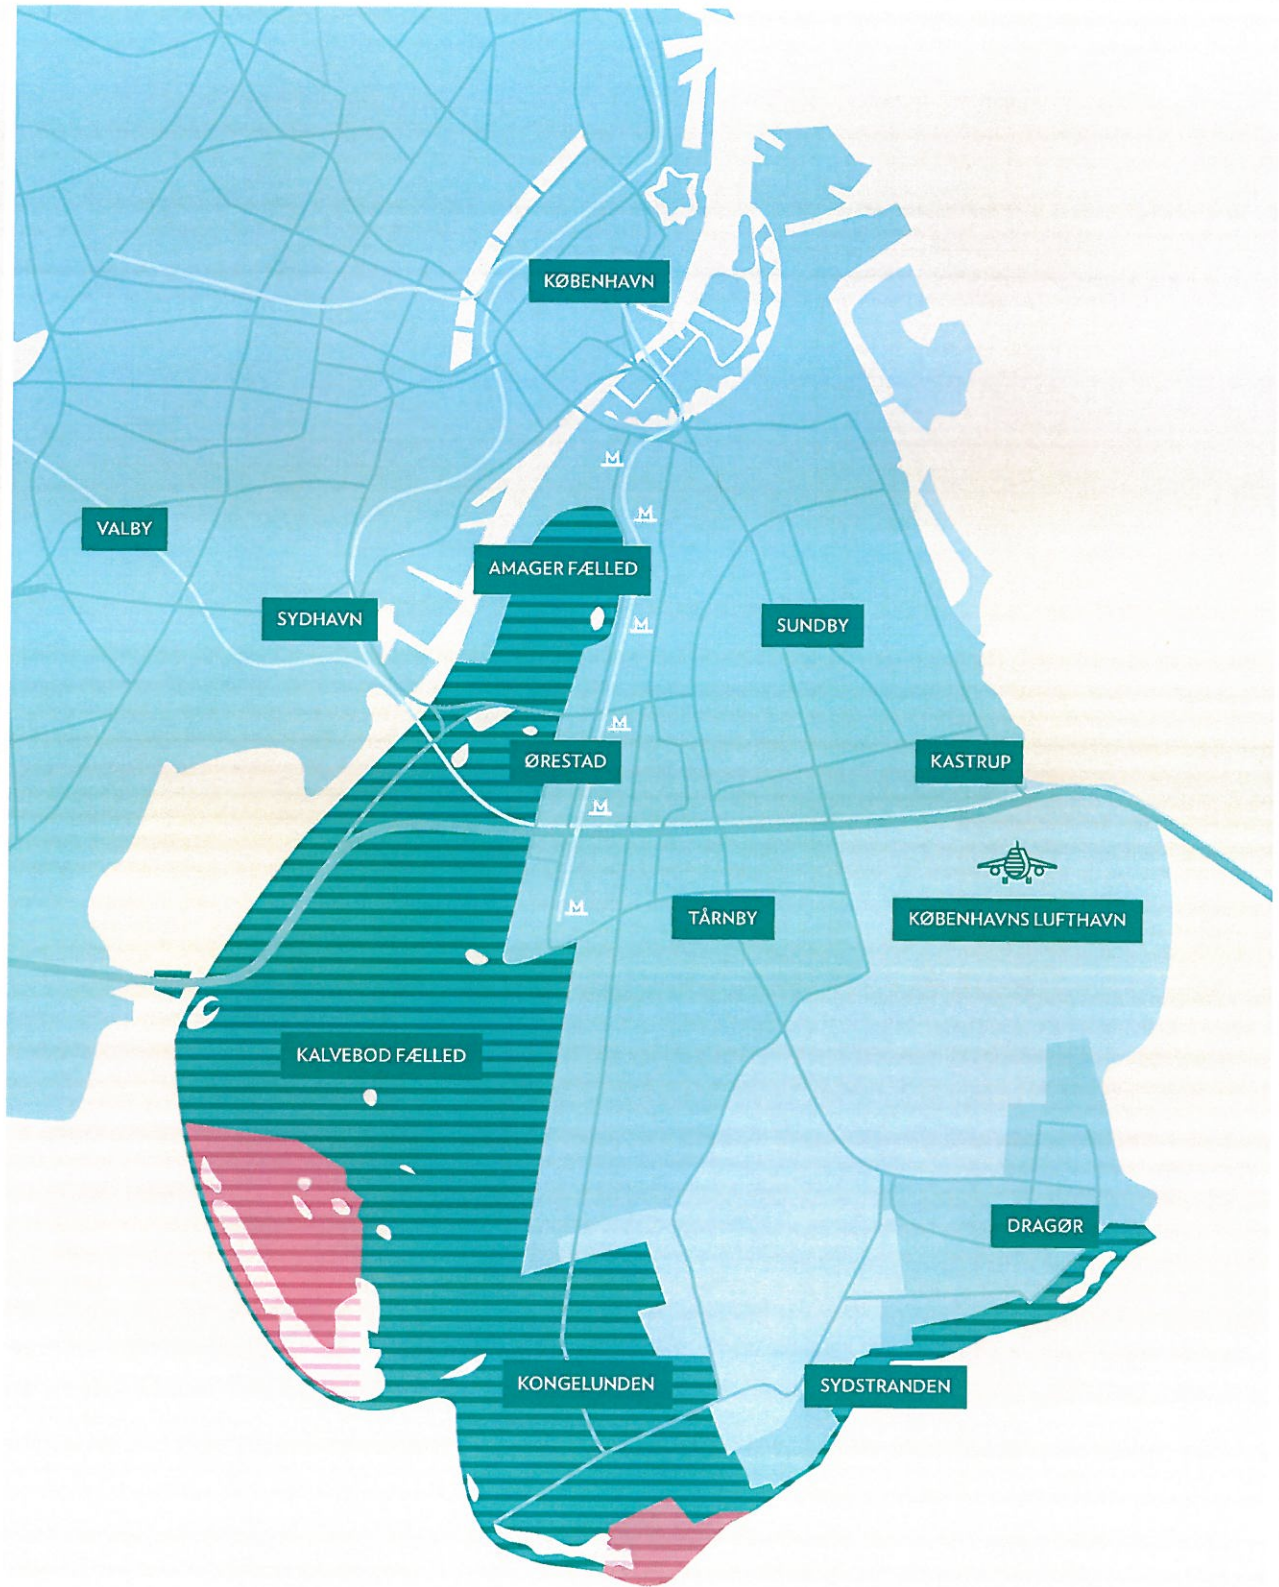 KØBENHAVN
M
M
VALBY
AMAGER FÆLLED
SYDHAVN
M
SUNDBY
M
ØRESTAD
KASTRUP
M
M
TÅRNBY
KØBENHAVNS LUFTHAVN
KALVEBOD FÆLLED
DRAGØR
KONGELUNDEN
SYDSTRANDEN